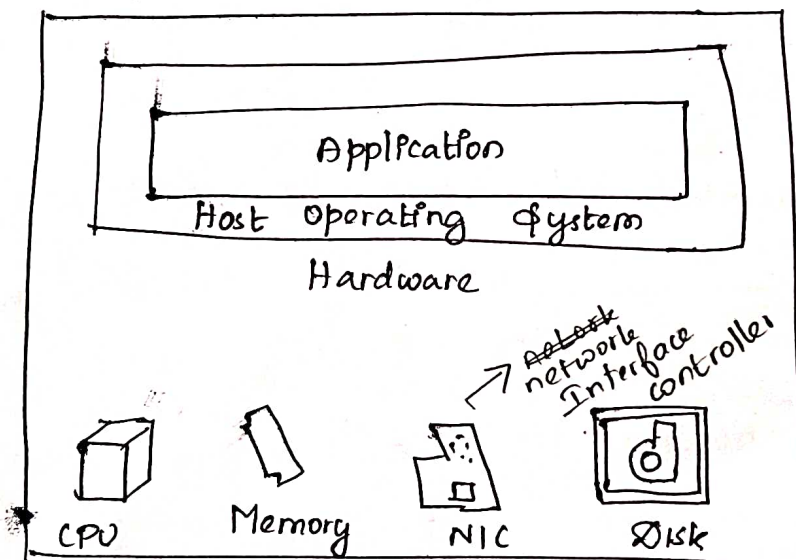 Application
Host Operating System
Hardware
network
Interface
controller
CPU
Memory
NIC
Disk